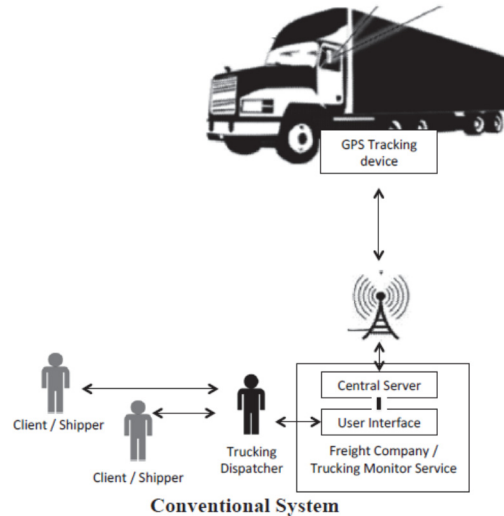 GPS Tracking
device
Central Server
User Interface
Freight Company /
Trucking Monitor Service
Trucking
Dispatcher
Client / Shipper
Client / Shipper
Conventional System